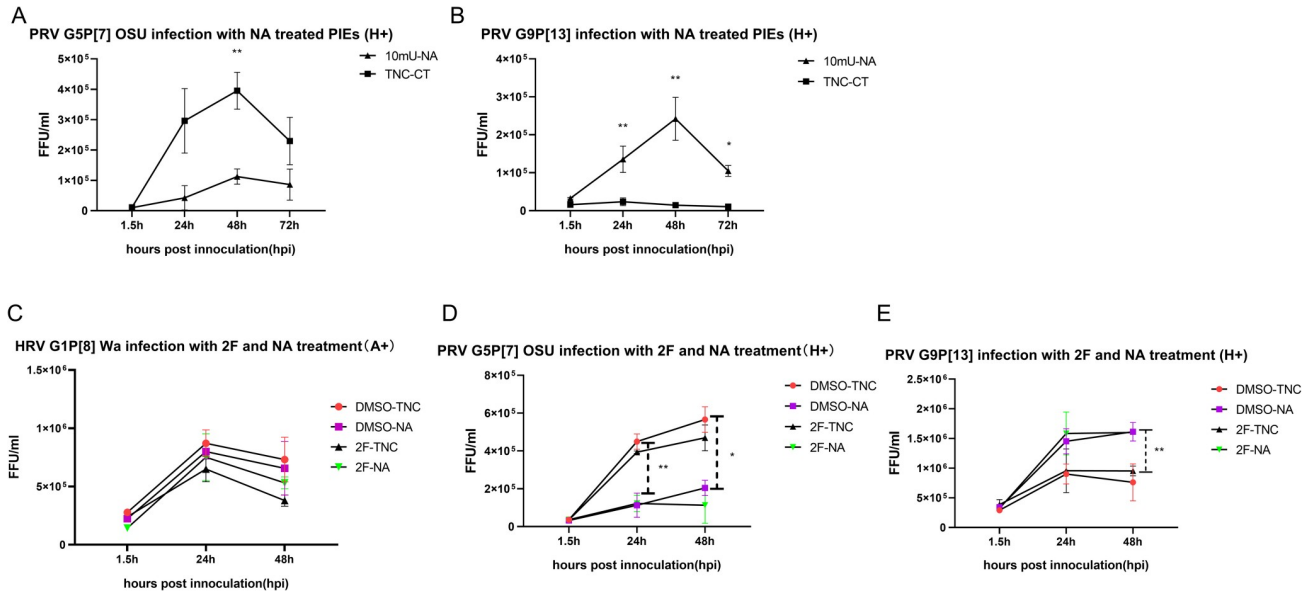 A
PRV G5P[7] OSU infection with NA treated PIEs (H+)
**
10mU-NA
TNC-CT
5×10⁵
4×10⁵
3×10⁵
2×10⁵
1×10⁵
0
FFU/ml
1.5h 24h 48h 72h
hours post innoculation(hpi)
B
PRV G9P[13] infection with NA treated PIEs (H+)
10mU-NA
TNC-CT
4×10⁵
3×10⁵
2×10⁵
1×10⁵
0
FFU/ml
**
**
*
1.5h 24h 48h 72h
hours post innoculation(hpi)
C
HRV G1P[8] Wa infection with 2F and NA treatment(A+)
1.5×10⁶
1×10⁶
5×10⁵
0
FFU/ml
DMSO-TNC
DMSO-NA
2F-TNC
2F-NA
1.5h 24h 48h
hours post innoculation(hpi)
D
PRV G5P[7] OSU infection with 2F and NA treatment(H+)
8×10⁵
6×10⁵
4×10⁵
2×10⁵
0
FFU/ml
**
*
DMSO-TNC
DMSO-NA
2F-TNC
2F-NA
1.5h 24h 48h
hours post innoculation(hpi)
E
PRV G9P[13] infection with 2F and NA treatment (H+)
2.5×10⁶
2×10⁶
1.5×10⁶
1×10⁶
5×10⁵
0
FFU/ml
**
DMSO-TNC
DMSO-NA
2F-TNC
2F-NA
1.5h 24h 48h
hours post innoculation(hpi)